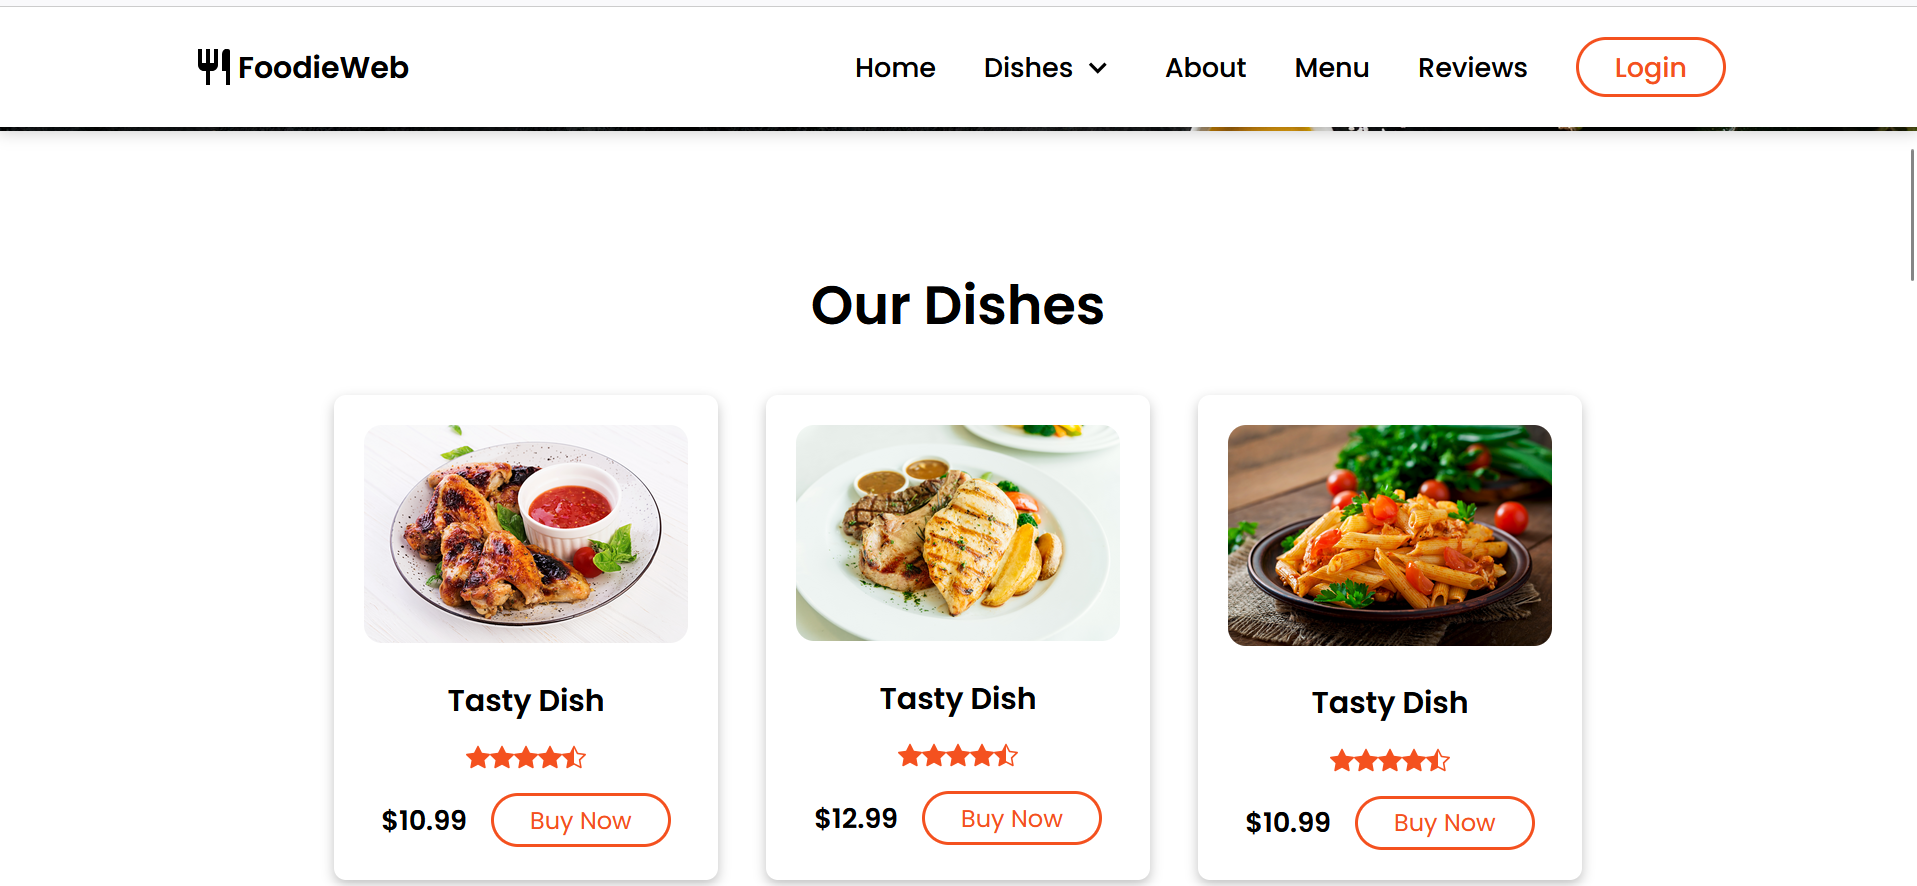 FoodieWeb
Home Dishes About Menu Reviews Login
Our Dishes
Tasty Dish
$10.99 Buy Now
Tasty Dish
$12.99 Buy Now
Tasty Dish
$10.99 Buy Now